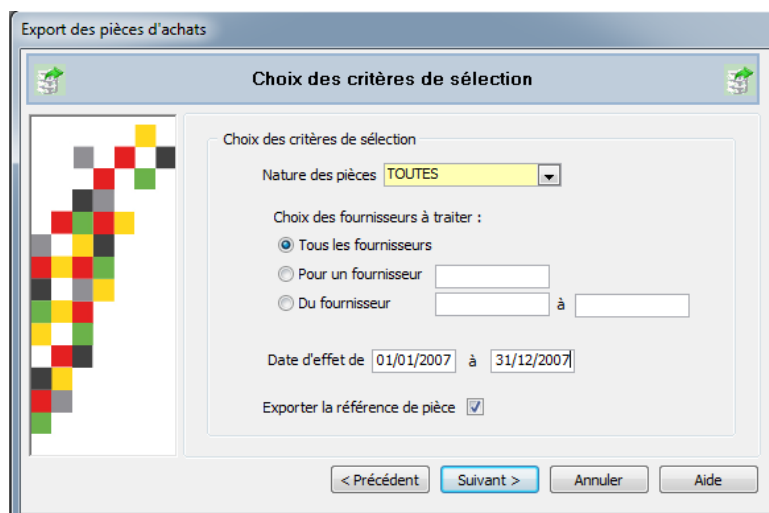 Export des pièces d'achats
Choix des critères de sélection
Choix des critères de sélection
Nature des pièces TOUTES
Choix des fournisseurs à traiter :
Tous les fournisseurs
Pour un fournisseur
Du fournisseur à
Date d'effet de 01/01/2007 à 31/12/2007
Exporter la référence de pièce
< Précédent Suivant > Annuler Aide